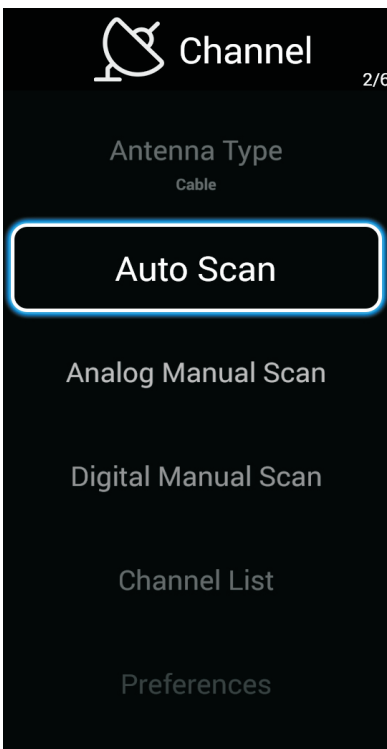 Channel
2/6
Antenna Type
Cable
Auto Scan
Analog Manual Scan
Digital Manual Scan
Channel List
Preferences